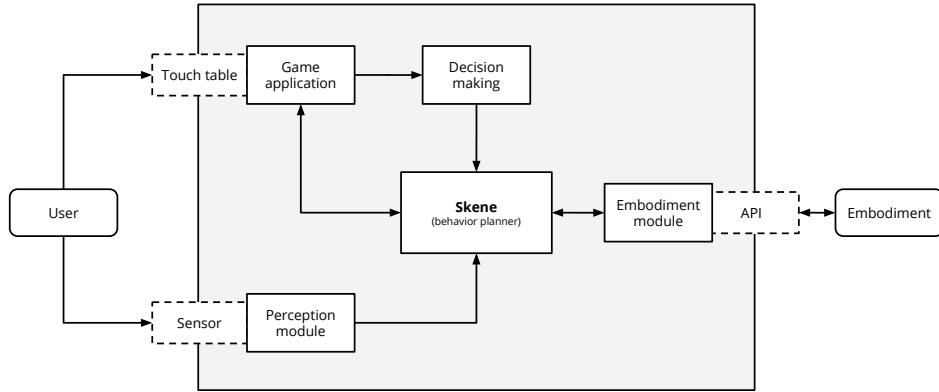 Touch table
Game
application
Decision
making
User
Skene
(behavior planner)
Embodiment
module
API
Embodiment
Sensor
Perception
module